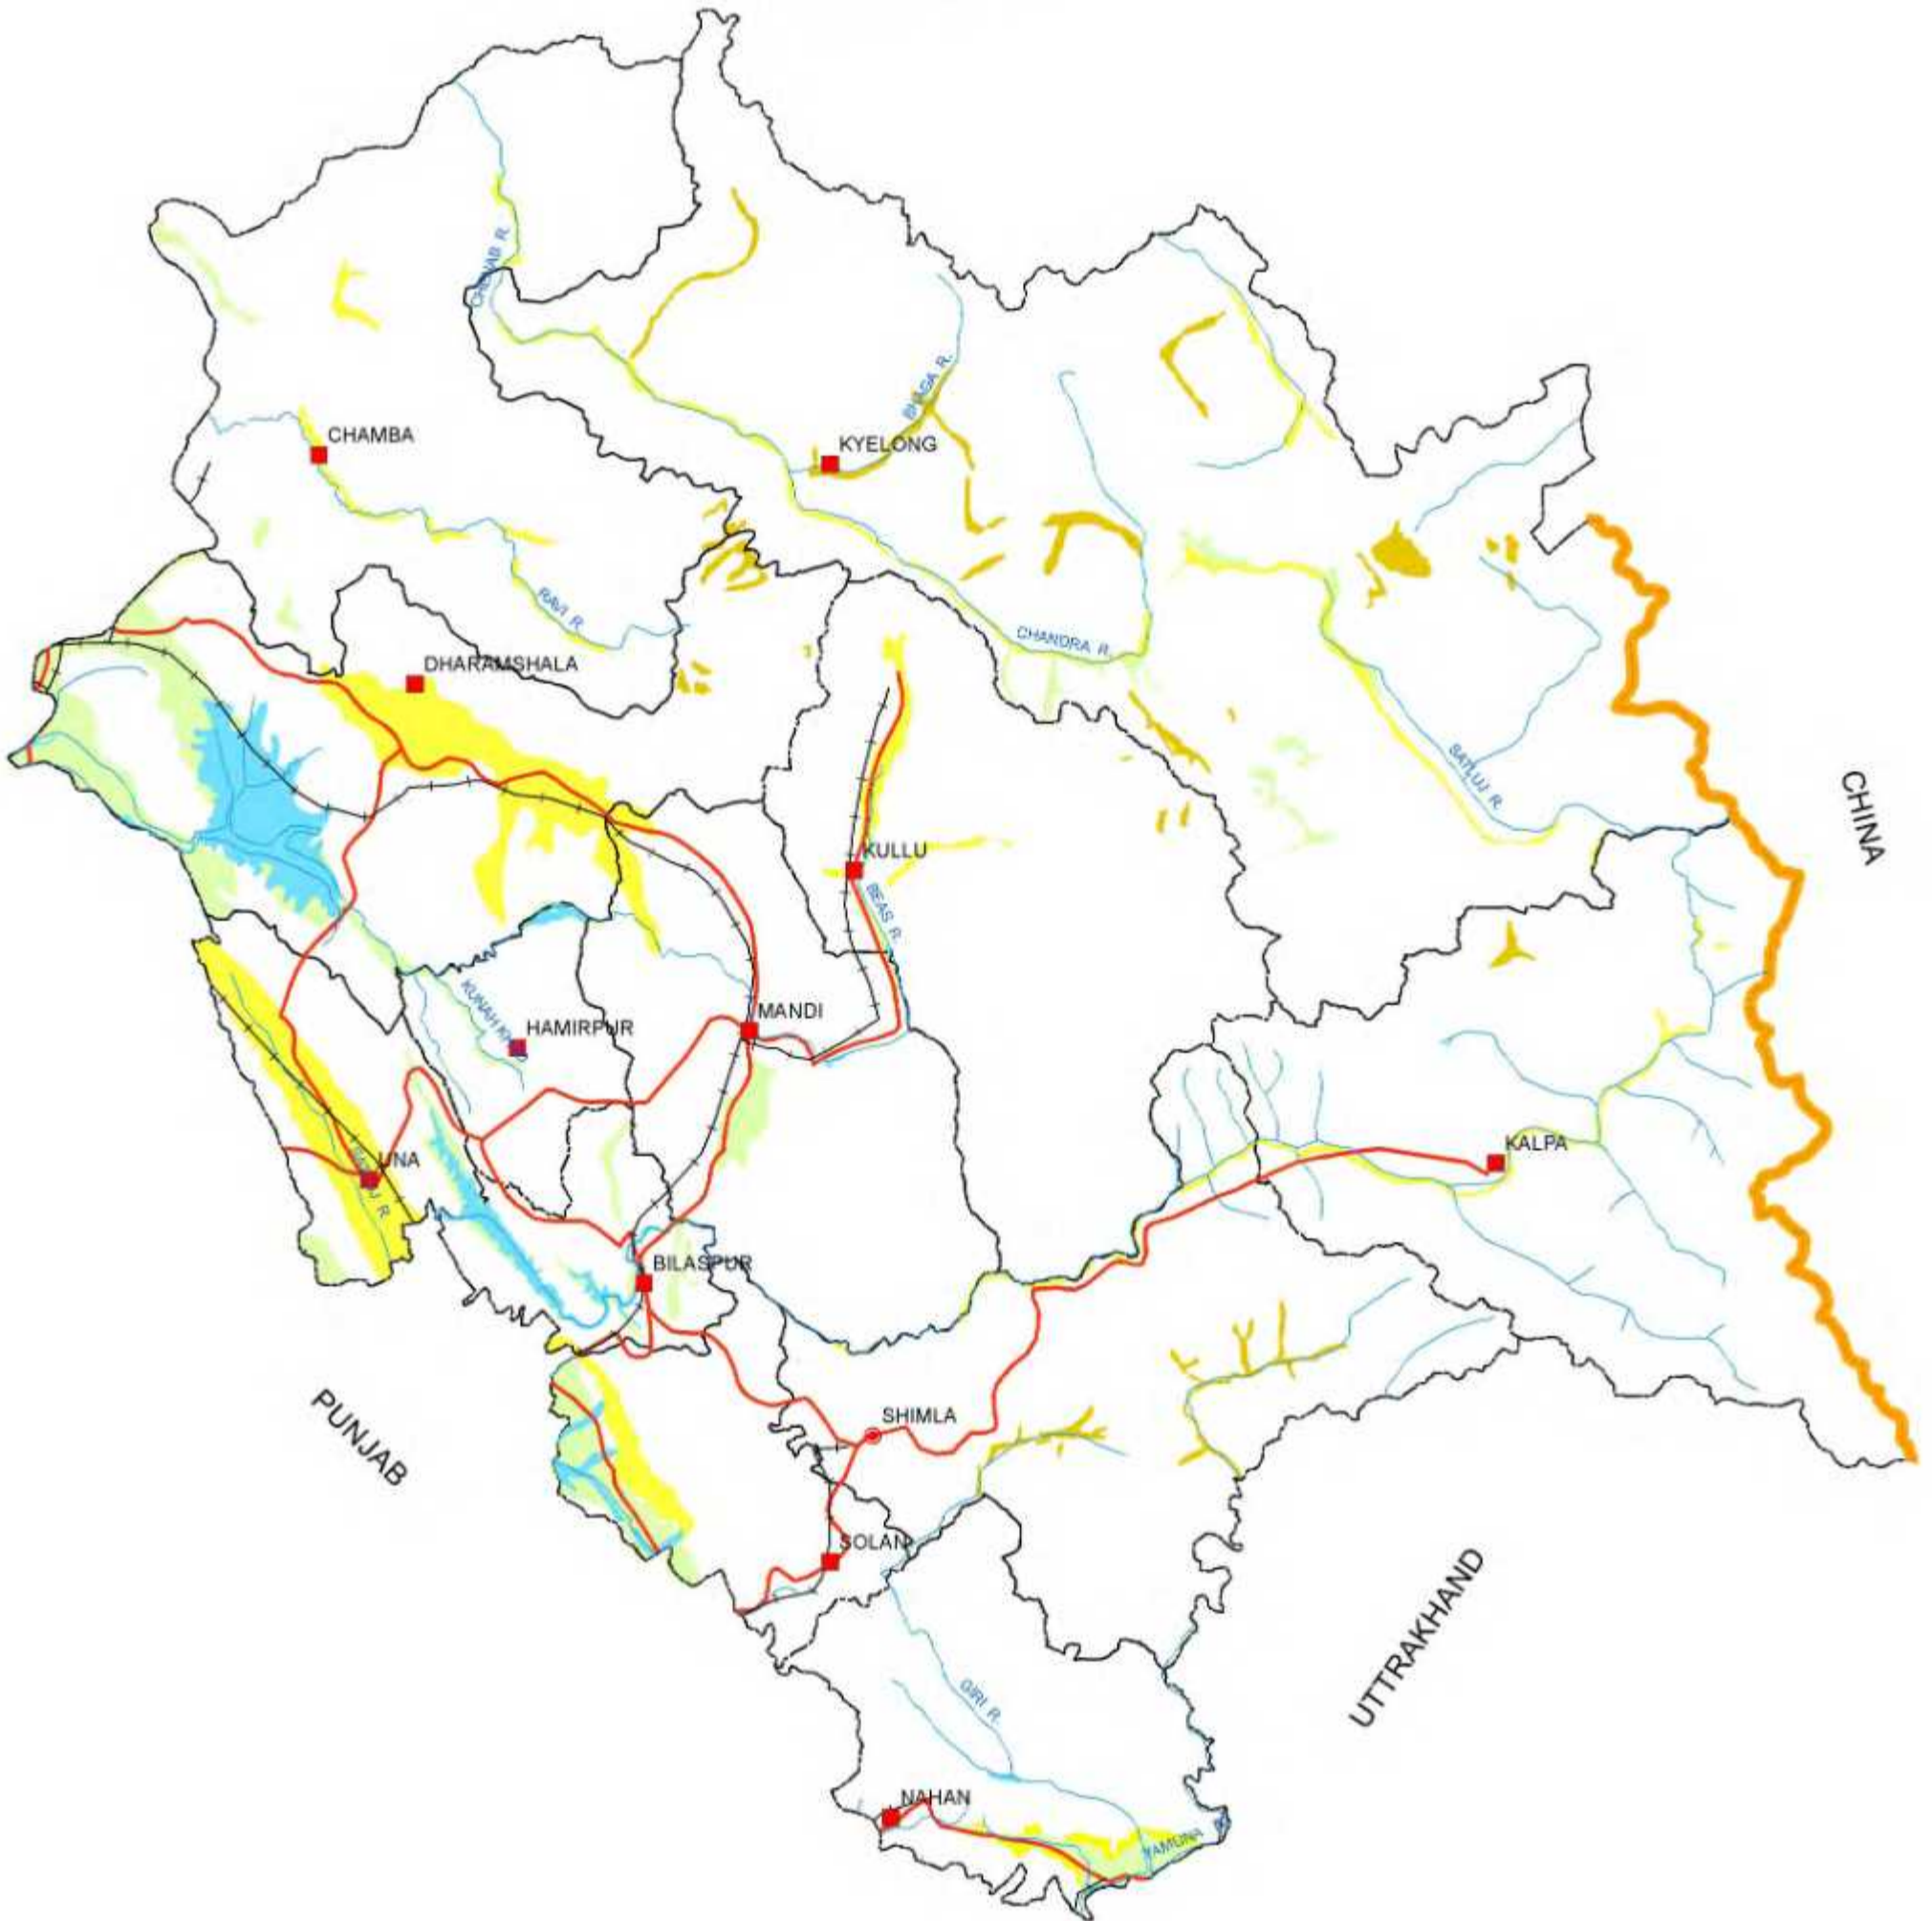 CHENAB R.
BHAGA R.
CHAMBA
KYELONG
RAVI R.
CHANDRA R.
DHARAMSHALA
SATLUJ R.
CHINA
KULLU
BEAS R.
KUNAH
MANDI
HAMIRPUR
KALPA
UNA
R.
BILASPUR
PUNJAB
SHIMLA
SOLAN
UTTRAKHAND
GIRI R.
NAHAN
YAMUNA